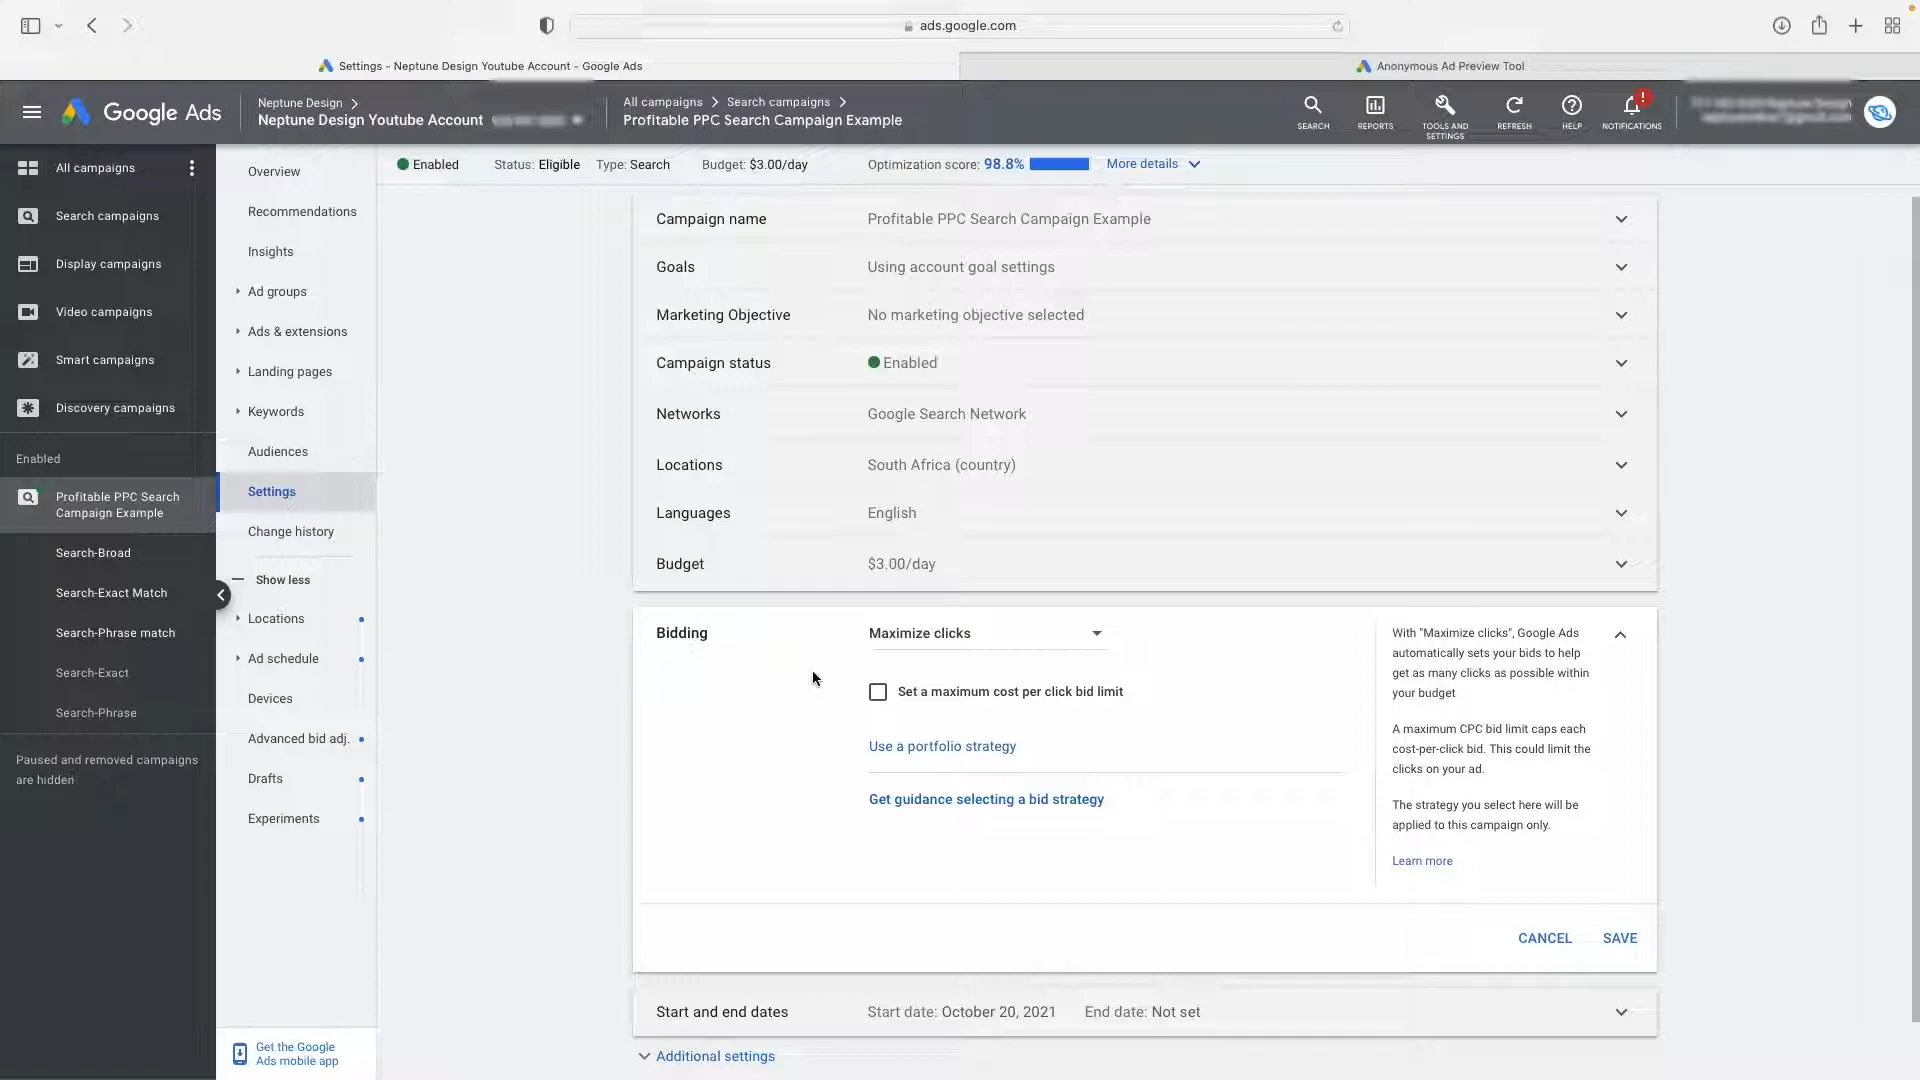 ads.google.com
Settings - Neptune Design Youtube Account - Google Ads
Anonymous Ad Preview Tool
Google Ads
Neptune Design
Neptune Design Youtube Account
All campaigns
Search campaigns
Profitable PPC Search Campaign Example
SEARCH
REPORTS
TOOLS AND
SETTINGS
REFRESH
HELP
!
NOTIFICATIONS
All campaigns
Search campaigns
Display campaigns
Video campaigns
Smart campaigns
Discovery campaigns
Enabled
Profitable PPC Search
Campaign Example
Search-Broad
Search-Exact Match
Search-Phrase match
Search-Exact
Search-Phrase
Paused and removed campaigns
are hidden
Overview
Recommendations
Insights
Ad groups
Ads & extensions
Landing pages
Keywords
Audiences
Settings
Change history
Show less
Locations
Ad schedule
Devices
Advanced bid adj.
Drafts
Experiments
Get the Google
Ads mobile app
Enabled Status: Eligible Type: Search Budget: $3.00/day Optimization score: 98.8% More details
Campaign name Profitable PPC Search Campaign Example
Goals Using account goal settings
Marketing Objective No marketing objective selected
Campaign status Enabled
Networks Google Search Network
Locations South Africa (country)
Languages English
Budget $3.00/day
Bidding Maximize clicks
Set a maximum cost per click bid limit
Use a portfolio strategy
Get guidance selecting a bid strategy
With "Maximize clicks", Google Ads
automatically sets your bids to help
get as many clicks as possible within
your budget
A maximum CPC bid limit caps each
cost-per-click bid. This could limit the
clicks on your ad.
The strategy you select here will be
applied to this campaign only.
Learn more
CANCEL SAVE
Start and end dates Start date: October 20, 2021 End date: Not set
Additional settings